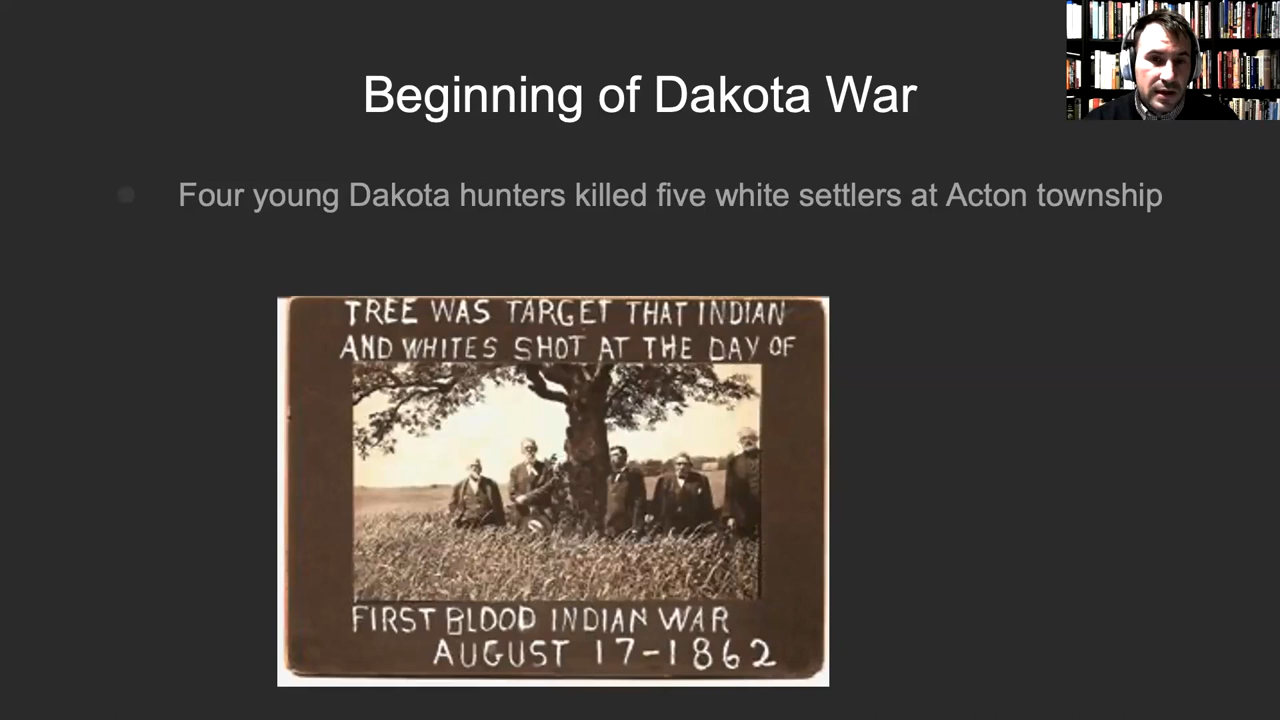 Beginning of Dakota War
Four young Dakota hunters killed five white settlers at Acton township
TREE WAS TARGET THAT INDIAN
AND WHITES SHOT AT THE DAY OF
FIRST BLOOD INDIAN WAR
AUGUST 17-1862